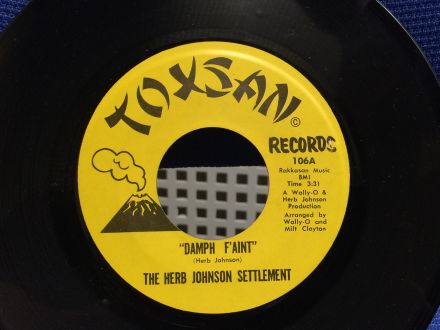 TOXSAN
©
RECORDS
106A
Rakkasan Music
BMI
Time 3:31
A Wally-O &
Herb Johnson
Production
Arranged by
Wally-O and
Milt Clayton
"DAMPH F'AINT"
(Herb Johnson)
THE HERB JOHNSON SETTLEMENT